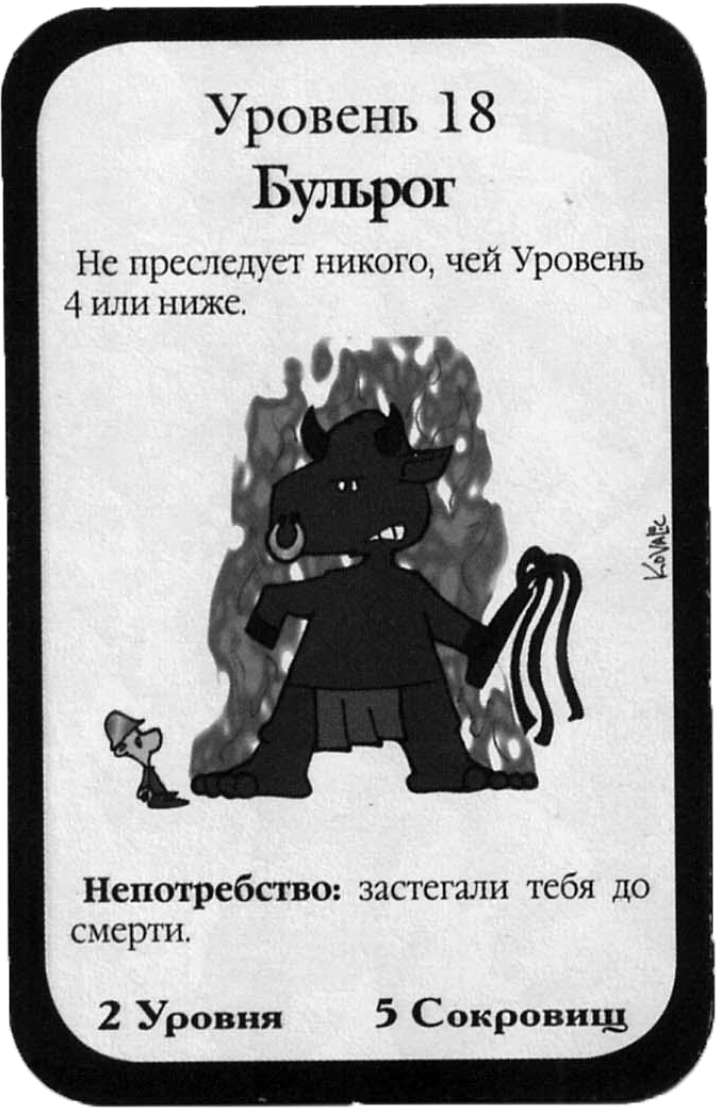 Уровень 18
Бульрог
Не преследует никого, чей Уровень
4 или ниже.
Kovalic
Непотребство: застегали тебя до
смерти.
2 Уровня
5 Сокровищ